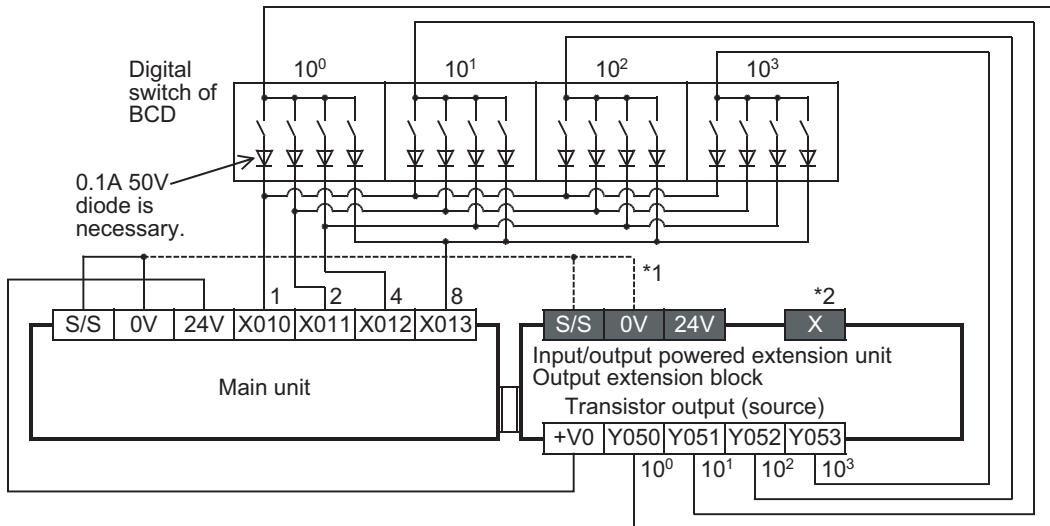 Digital
switch of
BCD
10⁰ 10¹ 10² 10³
0.1A 50V
diode is
necessary.
*1
1 2 4 8
*2
S/S 0V 24V X010 X011 X012 X013
S/S 0V 24V X
Main unit
Input/output powered extension unit
Output extension block
Transistor output (source)
+V0 Y050 Y051 Y052 Y053
10⁰ 10¹ 10² 10³